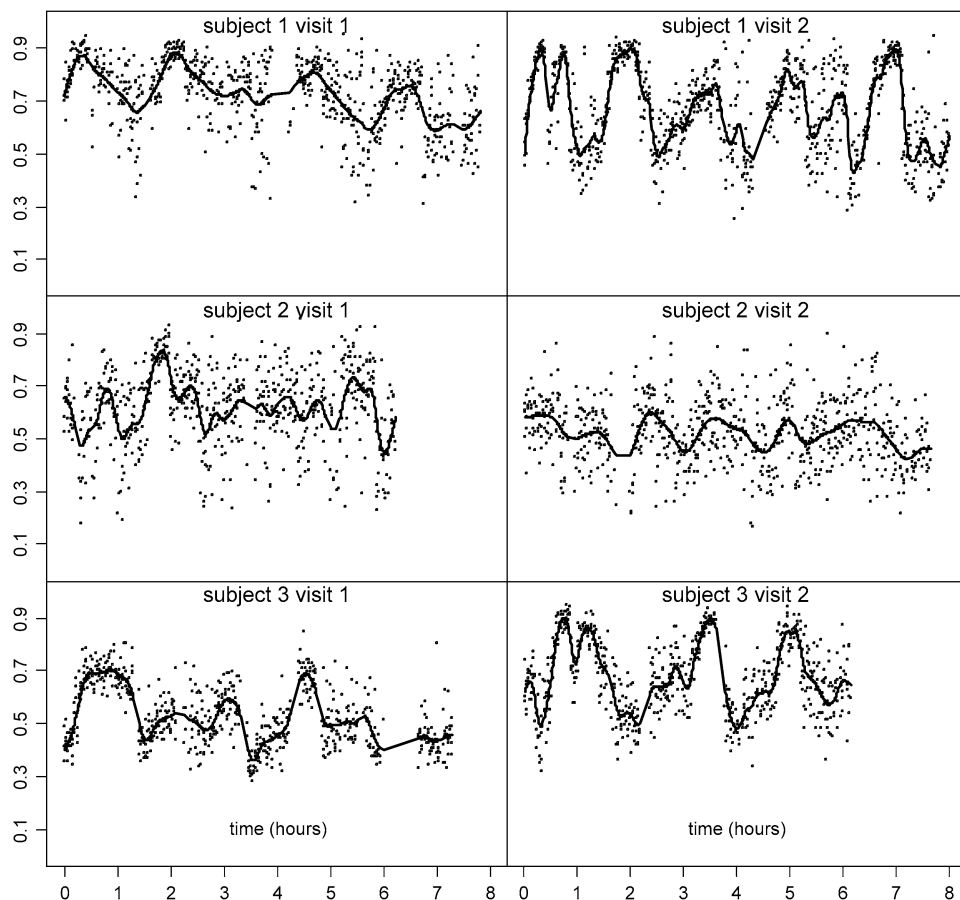 subject 1 visit 1
subject 1 visit 2
0.9
0.7
0.5
0.3
0.1
subject 2 visit 1
subject 2 visit 2
0.9
0.7
0.5
0.3
0.1
subject 3 visit 1
subject 3 visit 2
0.9
0.7
0.5
0.3
0.1
time (hours)
time (hours)
0 1 2 3 4 5 6 7 8
0 1 2 3 4 5 6 7 8